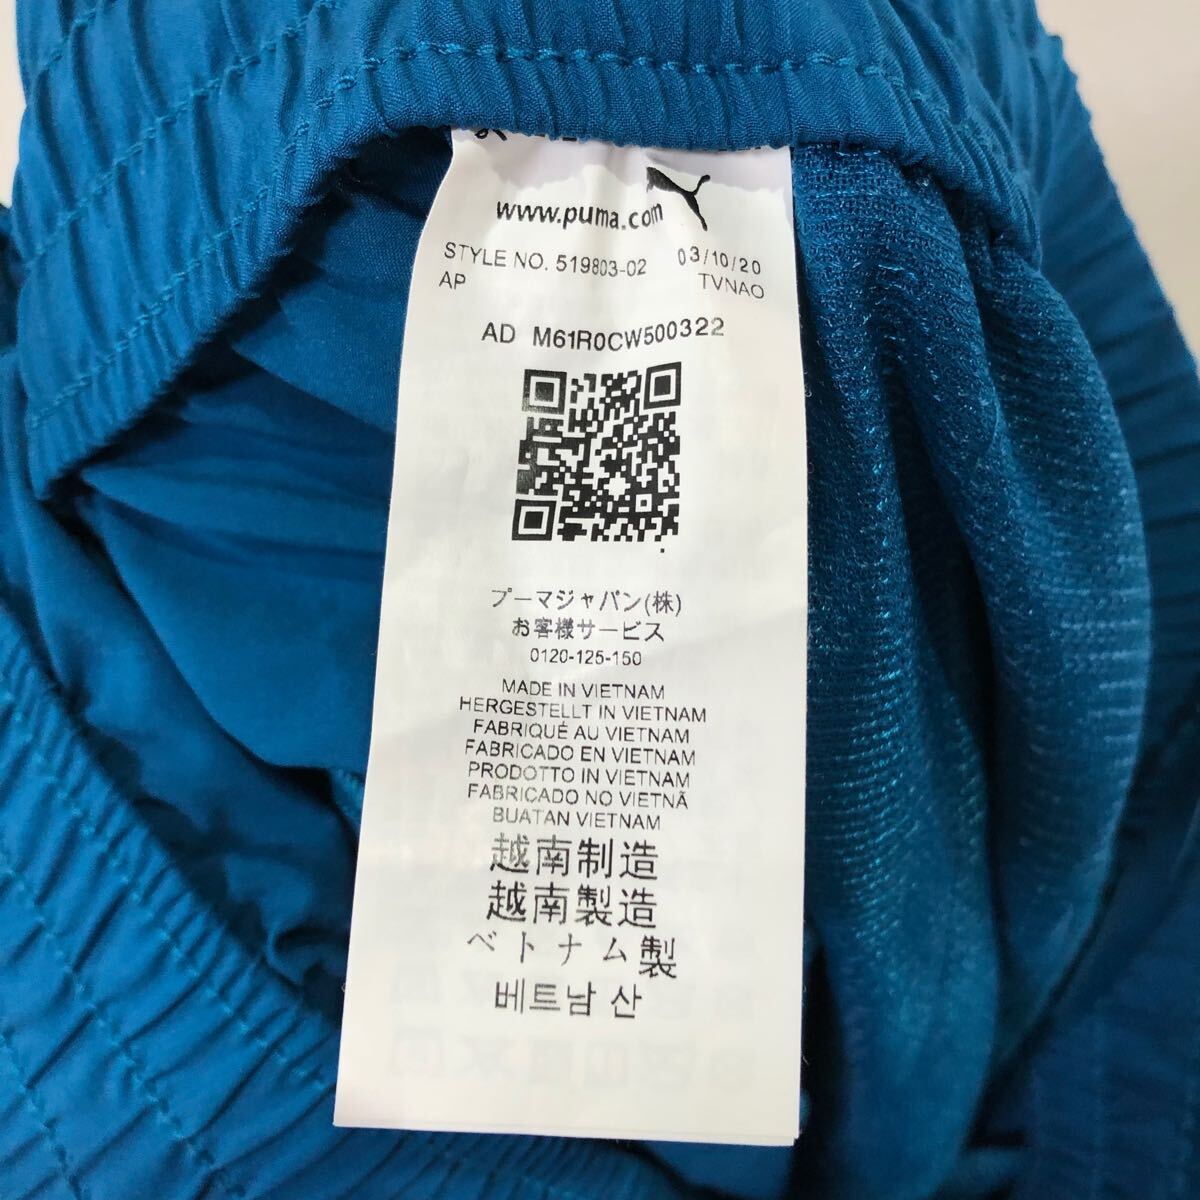 www.puma.com
STYLE NO. 519803-02 03/10/20
AP TVNAO
AD M61R0CW500322
プーマジャパン(株)
お客様サービス
0120-125-150
MADE IN VIETNAM
HERGESTELLT IN VIETNAM
FABRIQUÉ AU VIETNAM
FABRICADO EN VIETNAM
PRODOTTO IN VIETNAM
FABRICADO NO VIETNÃ
BUATAN VIETNAM
越南制造
越南製造
ベトナム製
베트남 산